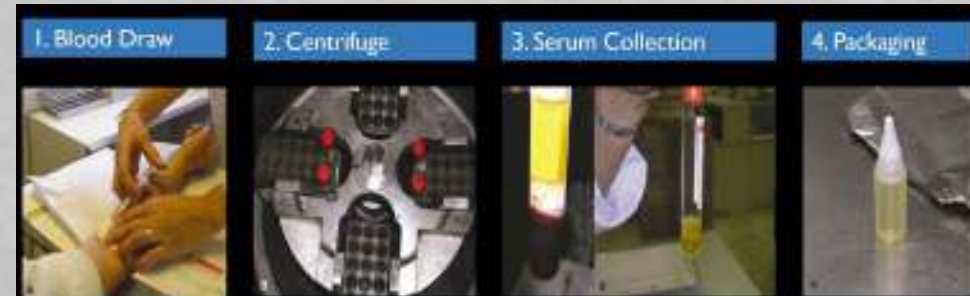 1. Blood Draw
2. Centrifuge
3. Serum Collection
4. Packaging